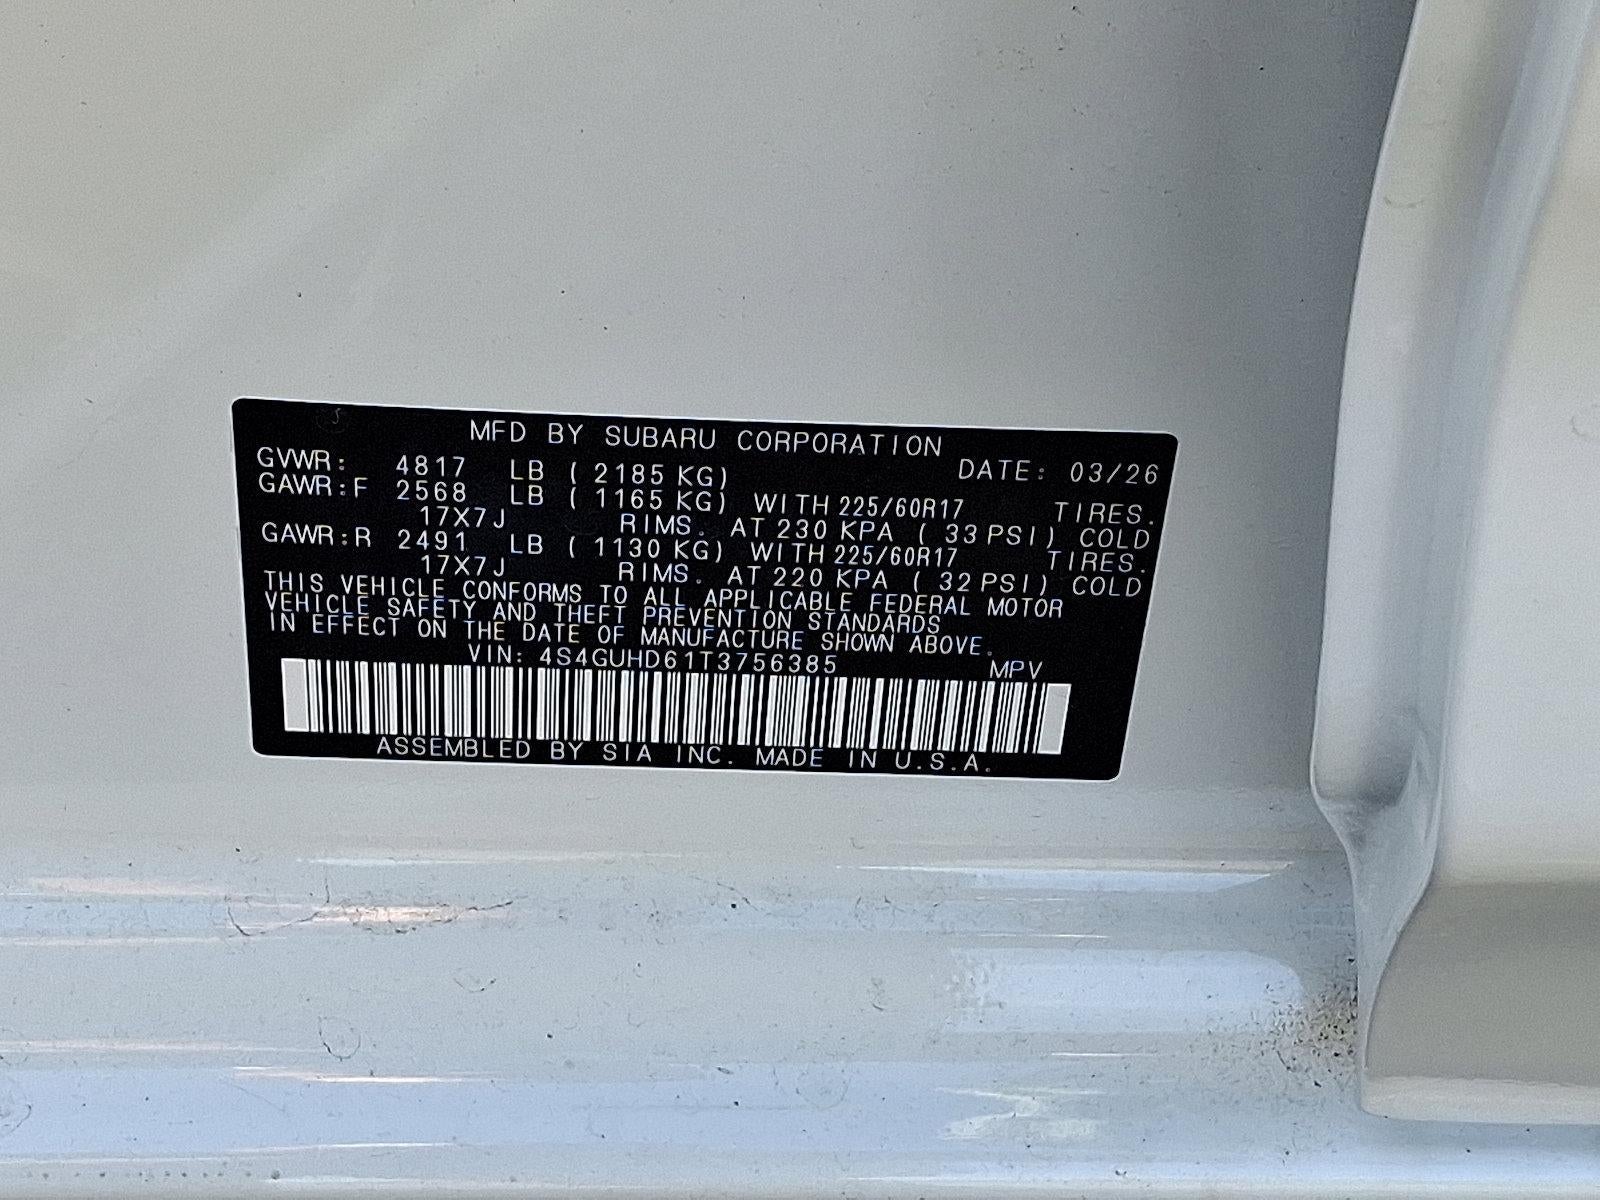 MFD BY SUBARU CORPORATION
GVWR: 4817 LB ( 2185 KG) DATE: 03/26
GAWR:F 2568 LB ( 1165 KG) WITH 225/60R17 TIRES.
17X7J RIMS. AT 230 KPA ( 33 PSI) COLD
GAWR:R 2491 LB ( 1130 KG) WITH 225/60R17 TIRES.
17X7J RIMS. AT 220 KPA ( 32 PSI) COLD
THIS VEHICLE CONFORMS TO ALL APPLICABLE FEDERAL MOTOR
VEHICLE SAFETY AND THEFT PREVENTION STANDARDS
IN EFFECT ON THE DATE OF MANUFACTURE SHOWN ABOVE.
VIN: 4S4GUHD61T3756385 MPV
ASSEMBLED BY SIA INC. MADE IN U.S.A.